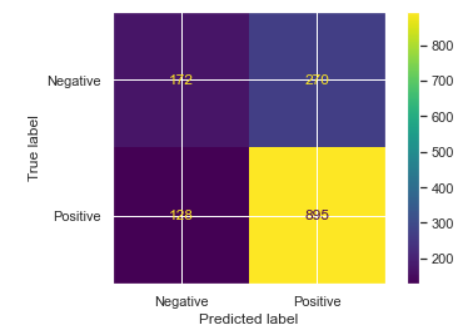 Negative
172
270
Positive
128
895
Negative
Positive
Predicted label
True label
800
700
600
500
400
300
200